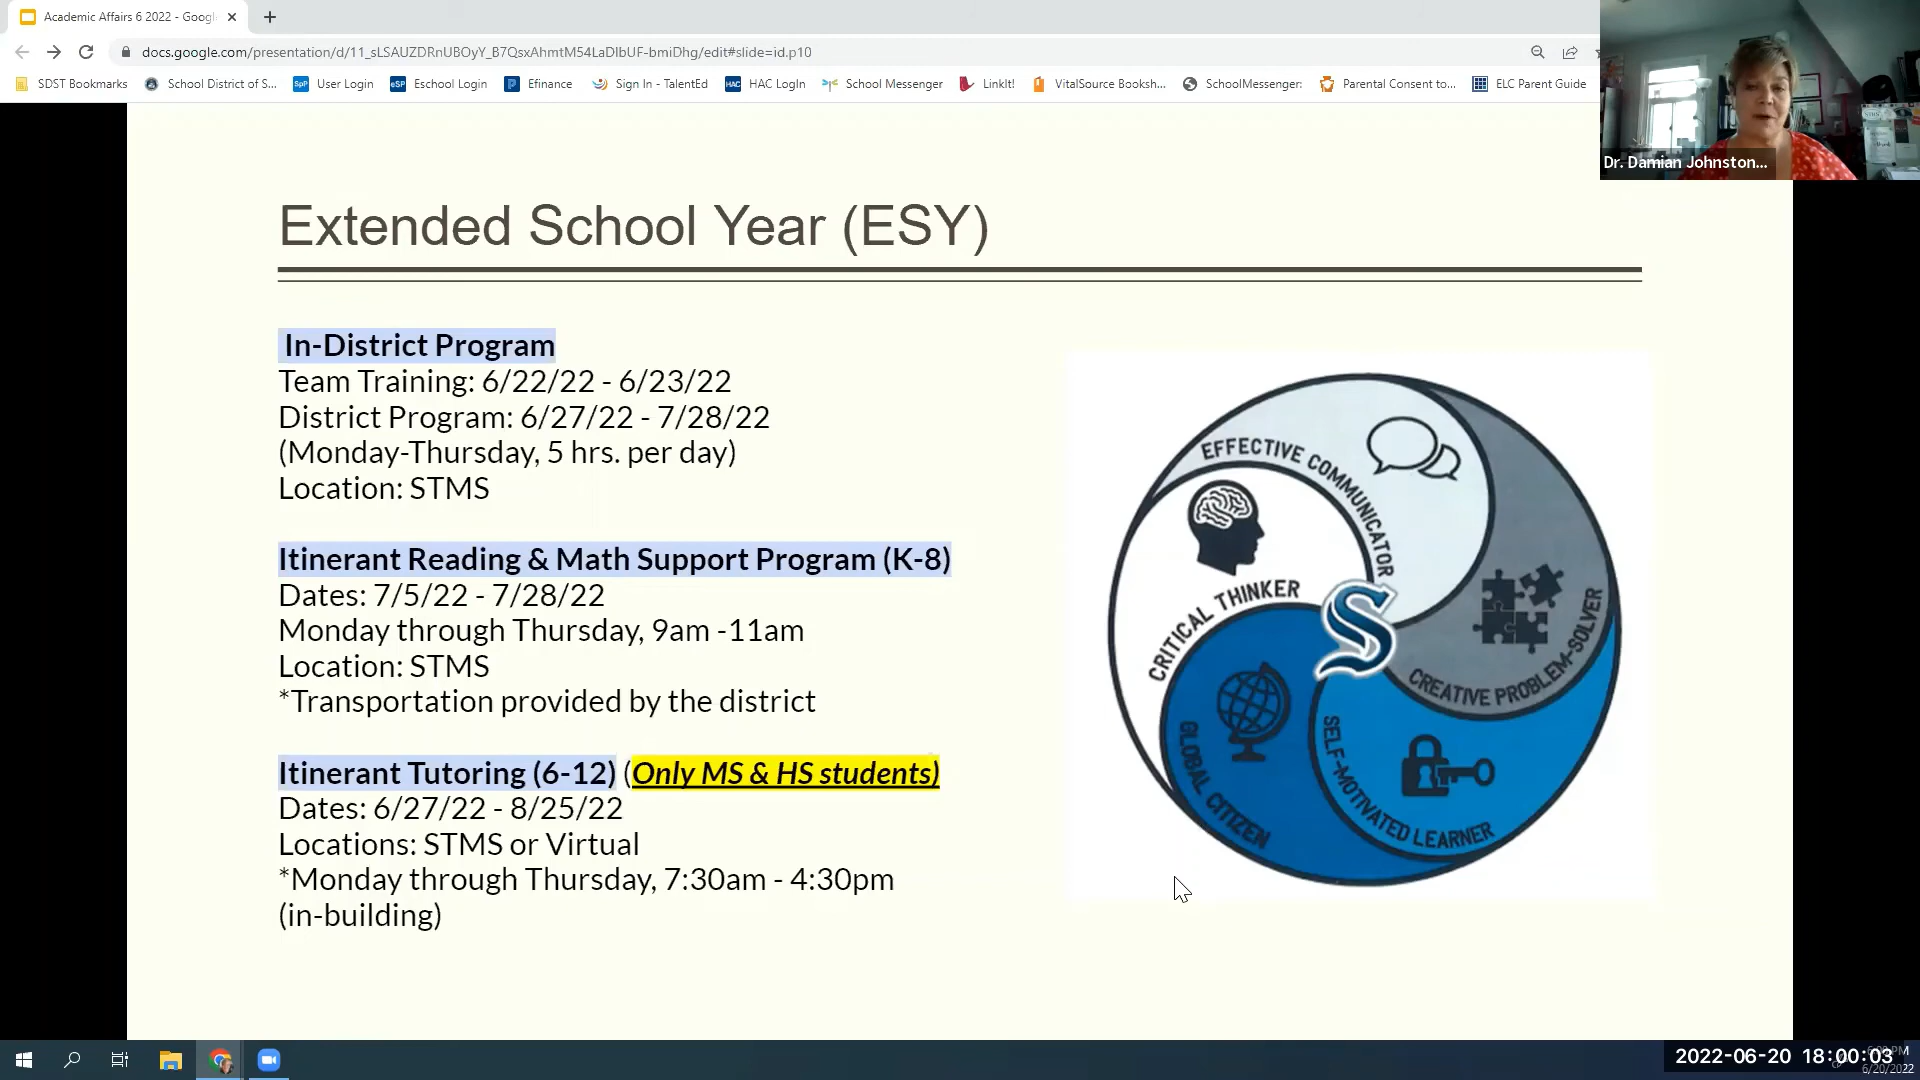 Academic Affairs 6 2022 - Googl
docs.google.com/presentation/d/11_sLSAUZDRnUBOyY_B7QsxAhmtM54LaDIbUF-bmiDhg/edit#slide=id.p10
SDST Bookmarks
School District of S...
User Login
Eschool Login
Efinance
Sign In - TalentEd
HAC LogIn
School Messenger
LinkIt!
VitalSource Booksh...
SchoolMessenger:
Parental Consent to...
ELC Parent Guide
Dr. Damian Johnston...
Extended School Year (ESY)
In-District Program
Team Training: 6/22/22 - 6/23/22
District Program: 6/27/22 - 7/28/22
(Monday-Thursday, 5 hrs. per day)
Location: STMS
Itinerant Reading & Math Support Program (K-8)
Dates: 7/5/22 - 7/28/22
Monday through Thursday, 9am -11am
Location: STMS
*Transportation provided by the district
Itinerant Tutoring (6-12) (Only MS & HS students)
Dates: 6/27/22 - 8/25/22
Locations: STMS or Virtual
*Monday through Thursday, 7:30am - 4:30pm
(in-building)
EFFECTIVE COMMUNICATOR
CRITICAL THINKER
S
CREATIVE PROBLEM-SOLVER
GLOBAL CITIZEN
SELF-MOTIVATED LEARNER
2022-06-20 18:00:03
6/20/2022